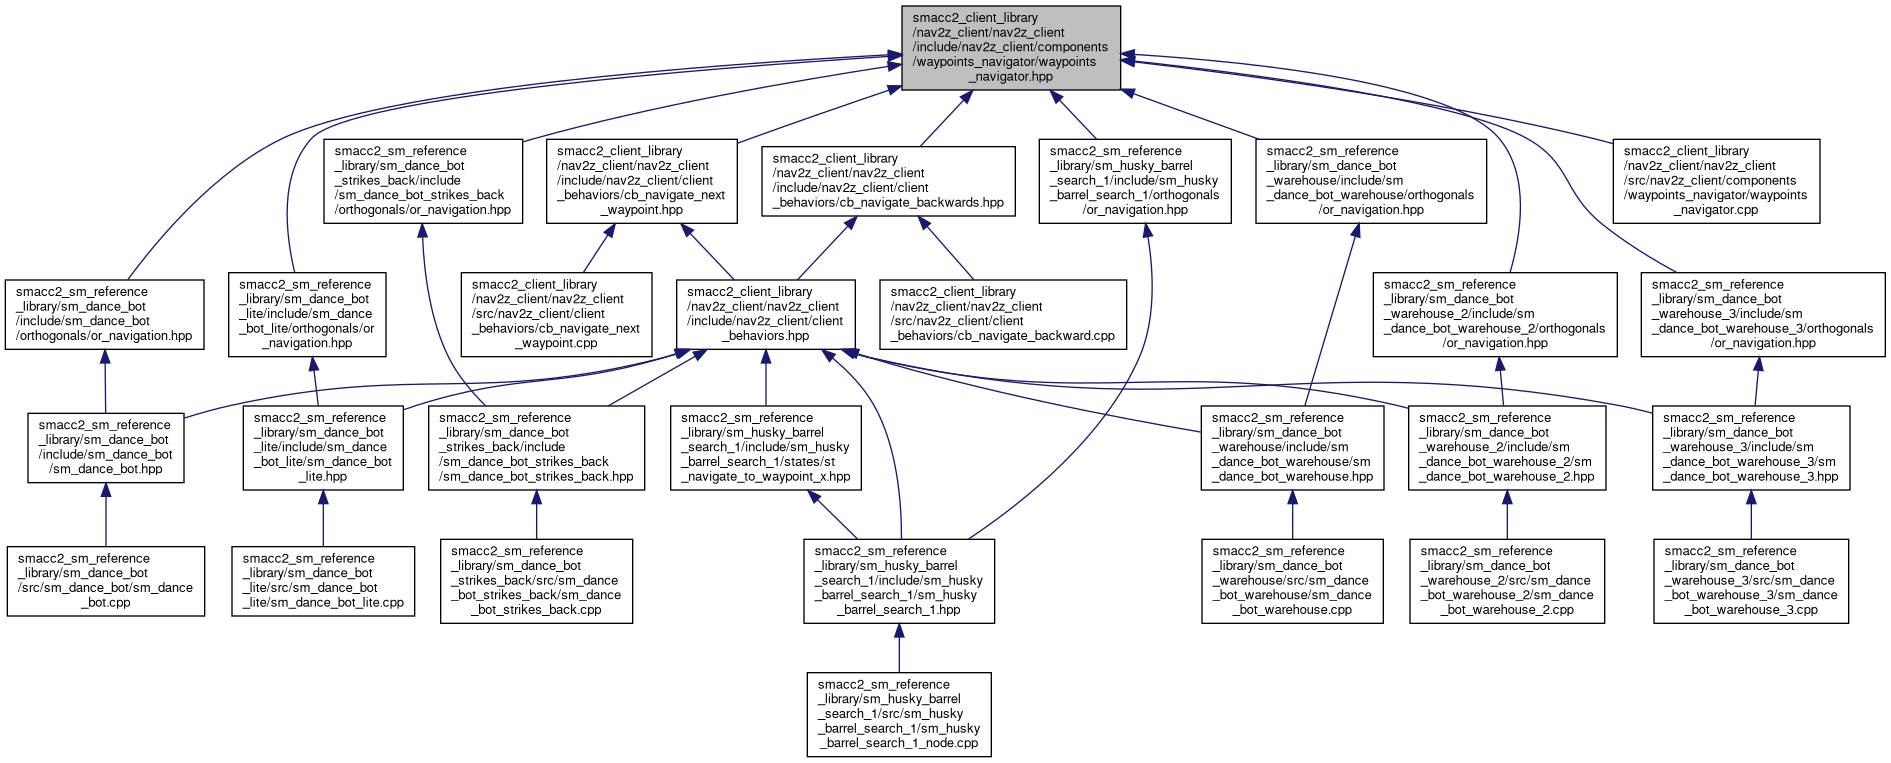 smacc2_client_library
/nav2z_client/nav2z_client
/include/nav2z_client/components
/waypoints_navigator/waypoints
_navigator.hpp
smacc2_sm_reference
_library/sm_dance_bot
_strikes_back/include
/sm_dance_bot_strikes_back
/orthogonals/or_navigation.hpp
smacc2_client_library
/nav2z_client/nav2z_client
/include/nav2z_client/client
_behaviors/cb_navigate_next
_waypoint.hpp
smacc2_client_library
/nav2z_client/nav2z_client
/include/nav2z_client/client
_behaviors/cb_navigate_backwards.hpp
smacc2_sm_reference
_library/sm_husky_barrel
_search_1/include/sm_husky
_barrel_search_1/orthogonals
/or_navigation.hpp
smacc2_sm_reference
_library/sm_dance_bot
_warehouse/include/sm
_dance_bot_warehouse/orthogonals
/or_navigation.hpp
smacc2_client_library
/nav2z_client/nav2z_client
/src/nav2z_client/components
/waypoints_navigator/waypoints
_navigator.cpp
smacc2_sm_reference
_library/sm_dance_bot
/include/sm_dance_bot
/orthogonals/or_navigation.hpp
smacc2_sm_reference
_library/sm_dance_bot
_lite/include/sm_dance
_bot_lite/orthogonals/or
_navigation.hpp
smacc2_client_library
/nav2z_client/nav2z_client
/src/nav2z_client/client
_behaviors/cb_navigate_next
_waypoint.cpp
smacc2_client_library
/nav2z_client/nav2z_client
/include/nav2z_client/client
_behaviors.hpp
smacc2_client_library
/nav2z_client/nav2z_client
/src/nav2z_client/client
_behaviors/cb_navigate_backward.cpp
smacc2_sm_reference
_library/sm_dance_bot
_warehouse_2/include/sm
_dance_bot_warehouse_2/orthogonals
/or_navigation.hpp
smacc2_sm_reference
_library/sm_dance_bot
_warehouse_3/include/sm
_dance_bot_warehouse_3/orthogonals
/or_navigation.hpp
smacc2_sm_reference
_library/sm_dance_bot
/include/sm_dance_bot
/sm_dance_bot.hpp
smacc2_sm_reference
_library/sm_dance_bot
_lite/include/sm_dance
_bot_lite/sm_dance_bot
_lite.hpp
smacc2_sm_reference
_library/sm_dance_bot
_strikes_back/include
/sm_dance_bot_strikes_back
/sm_dance_bot_strikes_back.hpp
smacc2_sm_reference
_library/sm_husky_barrel
_search_1/include/sm_husky
_barrel_search_1/states/st
_navigate_to_waypoint_x.hpp
smacc2_sm_reference
_library/sm_dance_bot
_warehouse/include/sm
_dance_bot_warehouse/sm
_dance_bot_warehouse.hpp
smacc2_sm_reference
_library/sm_dance_bot
_warehouse_2/include/sm
_dance_bot_warehouse_2/sm
_dance_bot_warehouse_2.hpp
smacc2_sm_reference
_library/sm_dance_bot
_warehouse_3/include/sm
_dance_bot_warehouse_3/sm
_dance_bot_warehouse_3.hpp
smacc2_sm_reference
_library/sm_dance_bot
/src/sm_dance_bot/sm_dance
_bot.cpp
smacc2_sm_reference
_library/sm_dance_bot
_lite/src/sm_dance_bot
_lite/sm_dance_bot_lite.cpp
smacc2_sm_reference
_library/sm_dance_bot
_strikes_back/src/sm_dance
_bot_strikes_back/sm_dance
_bot_strikes_back.cpp
smacc2_sm_reference
_library/sm_husky_barrel
_search_1/include/sm_husky
_barrel_search_1/sm_husky
_barrel_search_1.hpp
smacc2_sm_reference
_library/sm_dance_bot
_warehouse/src/sm_dance
_bot_warehouse/sm_dance
_bot_warehouse.cpp
smacc2_sm_reference
_library/sm_dance_bot
_warehouse_2/src/sm_dance
_bot_warehouse_2/sm_dance
_bot_warehouse_2.cpp
smacc2_sm_reference
_library/sm_dance_bot
_warehouse_3/src/sm_dance
_bot_warehouse_3/sm_dance
_bot_warehouse_3.cpp
smacc2_sm_reference
_library/sm_husky_barrel
_search_1/src/sm_husky
_barrel_search_1/sm_husky
_barrel_search_1_node.cpp